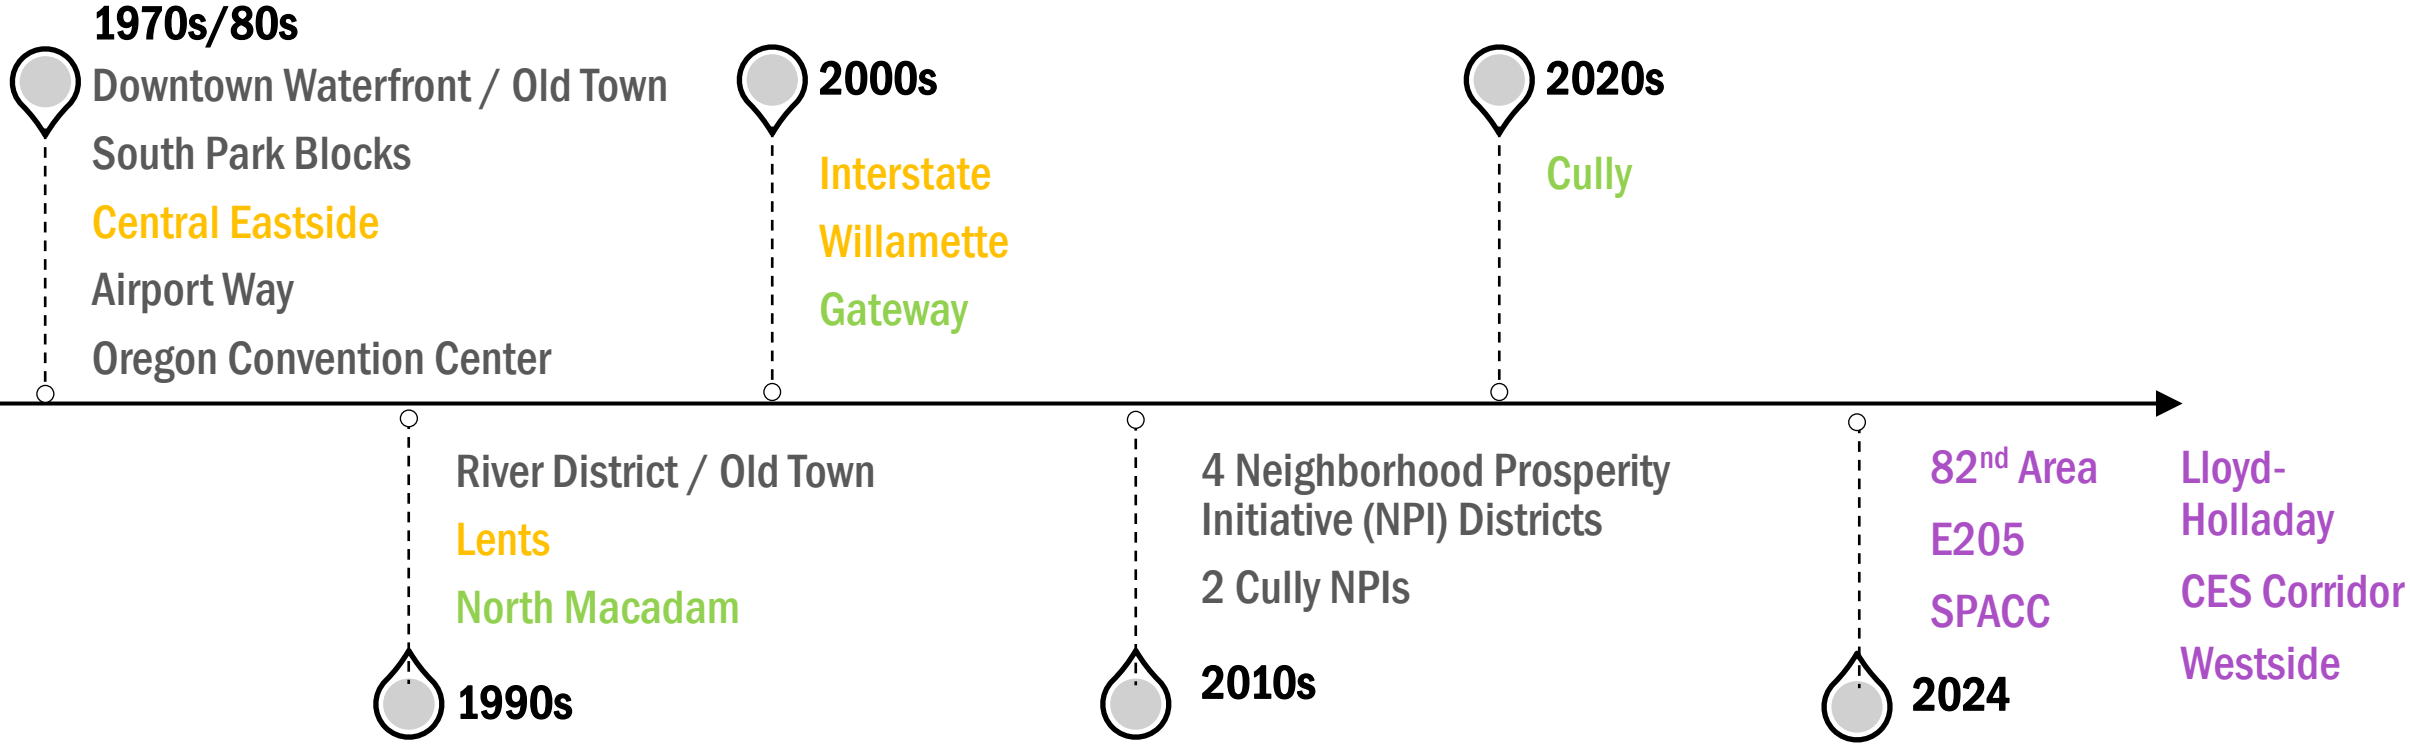 1970s/80s
Downtown Waterfront / Old Town
South Park Blocks
Central Eastside
Airport Way
Oregon Convention Center
River District / Old Town
Lents
North Macadam
1990s
2000s
Interstate
Willamette
Gateway
4 Neighborhood Prosperity
Initiative (NPI) Districts
2 Cully NPIs
2010s
2020s
Cully
82nd Area
E205
SPACC
Lloyd-
Holladay
CES Corridor
Westside
2024